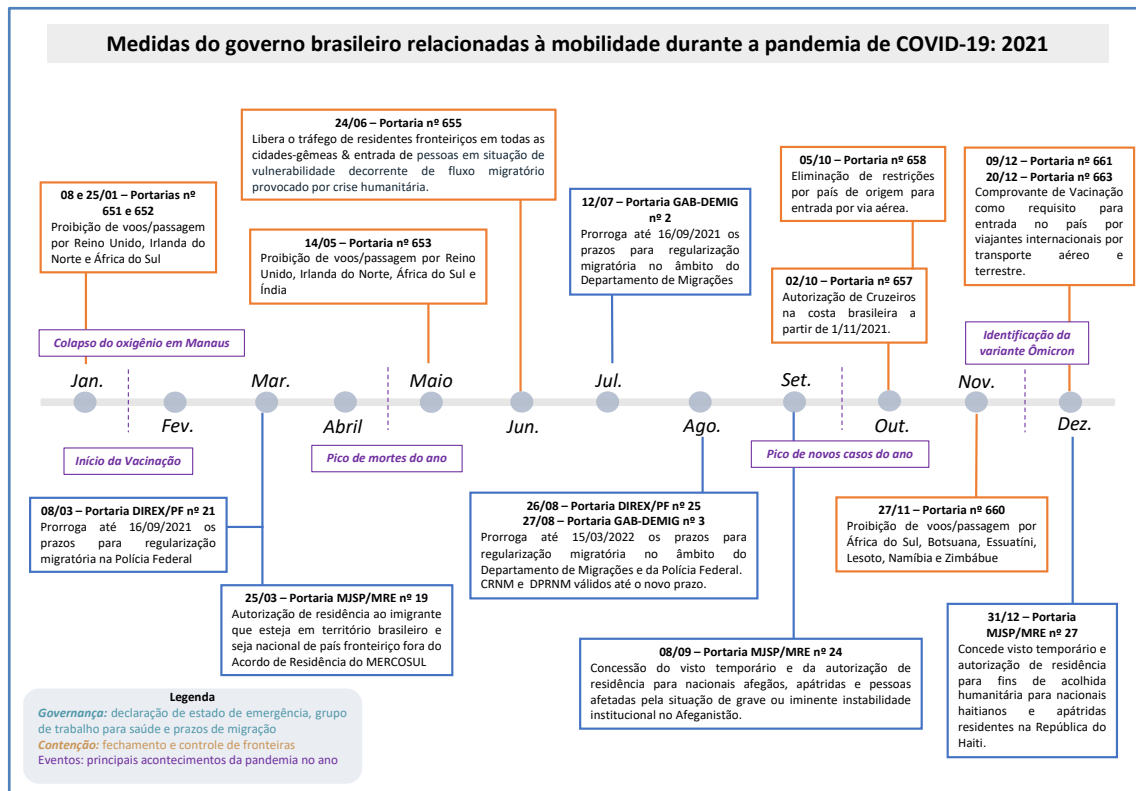 Medidas do governo brasileiro relacionadas à mobilidade durante a pandemia de COVID-19: 2021
24/06 – Portaria nº 655
Libera o tráfego de residentes fronteiriços em todas as
cidades-gêmeas & entrada de pessoas em situação de
vulnerabilidade decorrente de fluxo migratório
provocado por crise humanitária.
08 e 25/01 – Portarias nº
651 e 652
Proibição de voos/passagem
por Reino Unido, Irlanda do
Norte e África do Sul
14/05 – Portaria nº 653
Proibição de voos/passagem por Reino
Unido, Irlanda do Norte, África do Sul e
Índia
12/07 – Portaria GAB-DEMIG
nº 2
Prorroga até 16/09/2021 os
prazos para regularização
migratória no âmbito do
Departamento de Migrações
05/10 – Portaria nº 658
Eliminação de restrições
por país de origem para
entrada por via aérea.
02/10 – Portaria nº 657
Autorização de Cruzeiros
na costa brasileira a
partir de 1/11/2021.
09/12 – Portaria nº 661
20/12 – Portaria nº 663
Comprovante de Vacinação
como requisito para
entrada no país por
viajantes internacionais por
transporte aéreo e
terrestre.
Colapso do oxigênio em Manaus
Identificação da
variante Ômicron
Jan.
Mar.
Maio
Jul.
Set.
Nov.
Fev.
Abril
Jun.
Ago.
Out.
Dez.
Início da Vacinação
Pico de mortes do ano
Pico de novos casos do ano
08/03 – Portaria DIREX/PF nº 21
Prorroga até 16/09/2021 os
prazos para regularização
migratória na Polícia Federal
25/03 – Portaria MJSP/MRE nº 19
Autorização de residência ao imigrante
que esteja em território brasileiro e
seja nacional de país fronteiriço fora do
Acordo de Residência do MERCOSUL
26/08 – Portaria DIREX/PF nº 25
27/08 – Portaria GAB-DEMIG nº 3
Prorroga até 15/03/2022 os prazos para
regularização migratória no âmbito do
Departamento de Migrações e da Polícia Federal.
CRNM e DPRNM válidos até o novo prazo.
08/09 – Portaria MJSP/MRE nº 24
Concessão do visto temporário e da autorização de
residência para nacionais afegãos, apátridas e pessoas
afetadas pela situação de grave ou iminente instabilidade
institucional no Afeganistão.
27/11 – Portaria nº 660
Proibição de voos/passagem por
África do Sul, Botsuana, Essuatíni,
Lesoto, Namíbia e Zimbábue
31/12 – Portaria
MJSP/MRE nº 27
Concede visto temporário e
autorização de residência
para fins de acolhida
humanitária para nacionais
haitianos e apátridas
residentes na República do
Haiti.
Legenda
Governança: declaração de estado de emergência, grupo
de trabalho para saúde e prazos de migração
Contenção: fechamento e controle de fronteiras
Eventos: principais acontecimentos da pandemia no ano